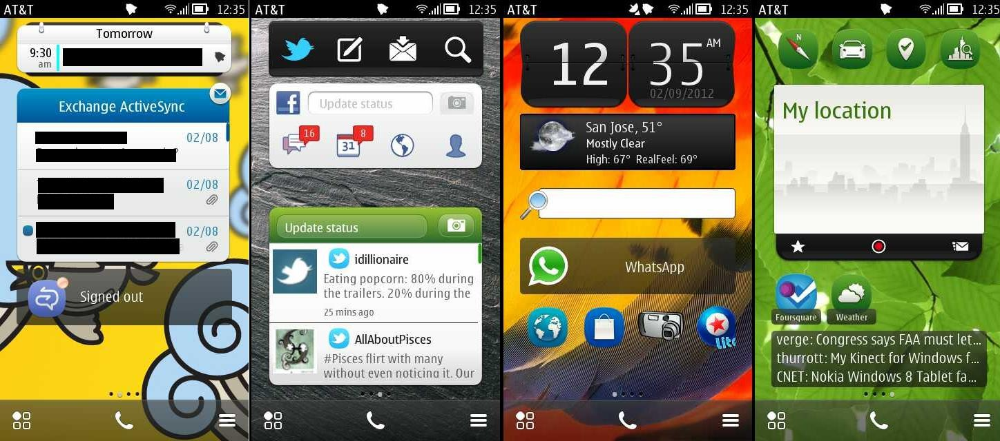 AT&T 12:35
Tomorrow
9:30
am
Exchange ActiveSync
02/08
02/08
02/08
Signed out
AT&T 12:35
Update status
16
8
31
Update status
idillionaire
Eating popcorn: 80% during
the trailers. 20% during the
25 mins ago
AllAboutPisces
#Pisces flirt with many
without even noticing it. Our
AT&T 12:35
12 35 AM
02/09/2012
San Jose, 51°
Mostly Clear
High: 67° RealFeel: 69°
WhatsApp
Lite
AT&T 12:35
N
My location
Foursquare Weather
verge: Congress says FAA must let...
thurrott: My Kinect for Windows f...
CNET: Nokia Windows 8 Tablet fa...